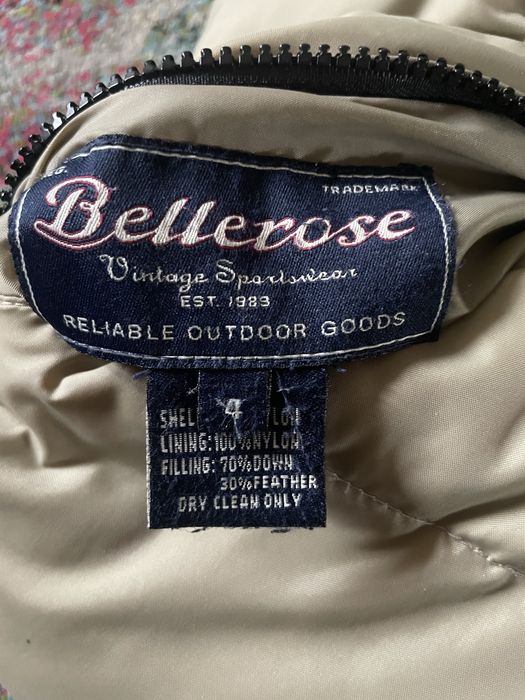 TRADEMARK
Bellerose
Vintage Sportswear
EST. 1989
RELIABLE OUTDOOR GOODS
4
LINING: 100% NYLON
FILLING: 70% DOWN
30% FEATHER
DRY CLEAN ONLY